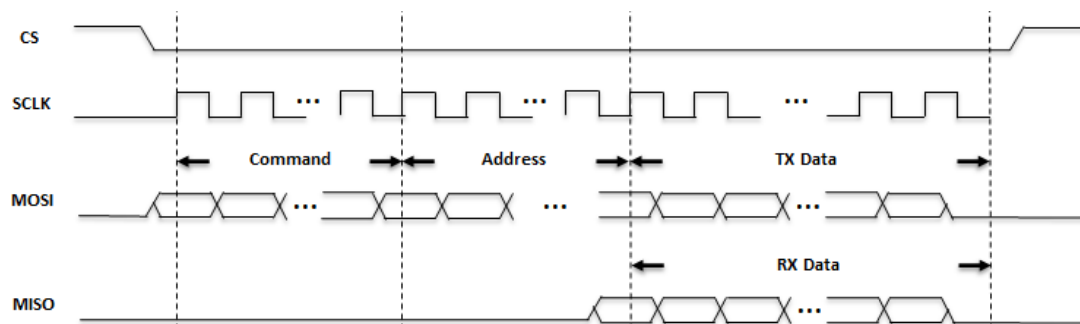 CS
SCLK
... ... ...
Command Address TX Data
MOSI
... ... ...
RX Data
MISO
...